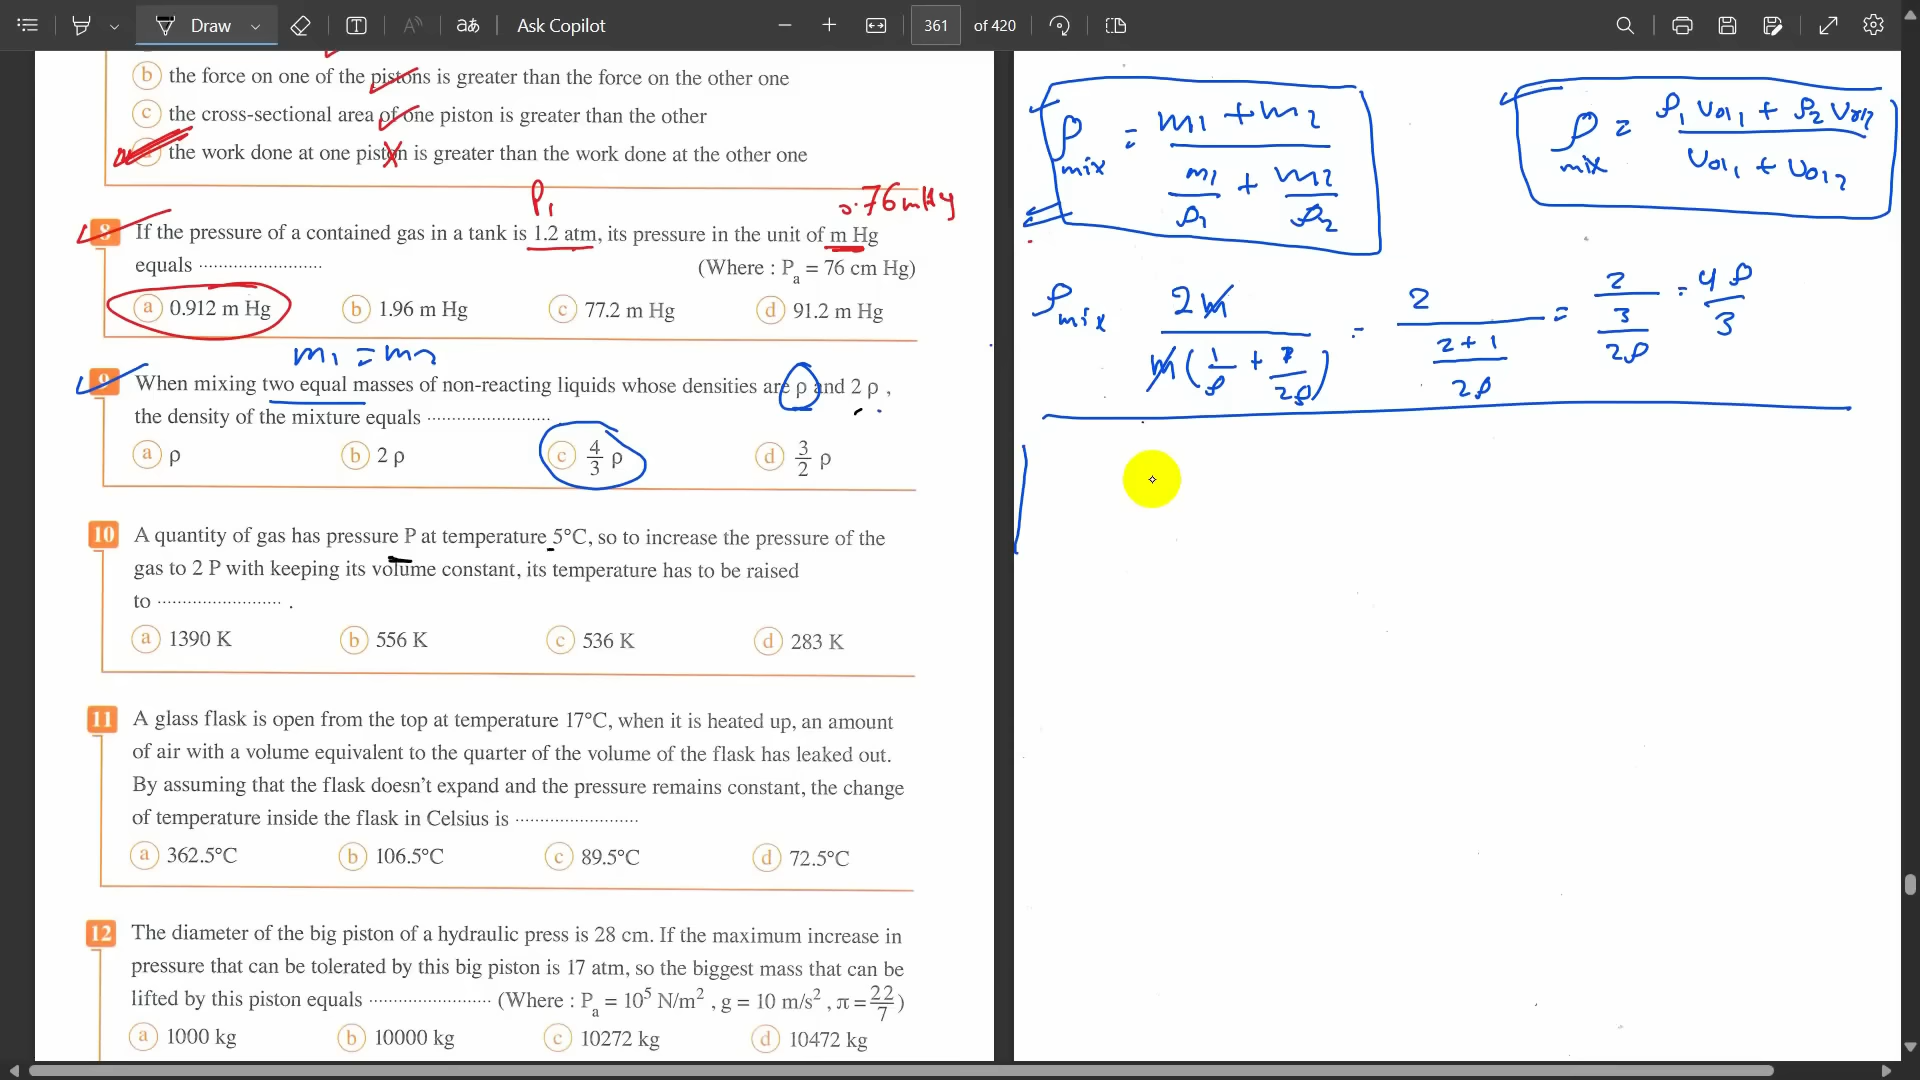 Draw
aあ
Ask Copilot
361 of 420
b the force on one of the pistons is greater than the force on the other one
c the cross-sectional area of one piston is greater than the other
the work done at one piston is greater than the work done at the other one
P₁ 0.76 mHg
8 If the pressure of a contained gas in a tank is 1.2 atm, its pressure in the unit of m Hg
equals ........................ (Where : Pₐ = 76 cm Hg)
a 0.912 m Hg b 1.96 m Hg c 77.2 m Hg d 91.2 m Hg
m₁ = m₂
9 When mixing two equal masses of non-reacting liquids whose densities are ρ and 2 ρ ,
the density of the mixture equals ........................
a ρ b 2 ρ c 4/3 ρ d 3/2 ρ
10 A quantity of gas has pressure P at temperature 5°C, so to increase the pressure of the
gas to 2 P with keeping its volume constant, its temperature has to be raised
to ........................ .
a 1390 K b 556 K c 536 K d 283 K
11 A glass flask is open from the top at temperature 17°C, when it is heated up, an amount
of air with a volume equivalent to the quarter of the volume of the flask has leaked out.
By assuming that the flask doesn't expand and the pressure remains constant, the change
of temperature inside the flask in Celsius is ........................
a 362.5°C b 106.5°C c 89.5°C d 72.5°C
12 The diameter of the big piston of a hydraulic press is 28 cm. If the maximum increase in
pressure that can be tolerated by this big piston is 17 atm, so the biggest mass that can be
lifted by this piston equals ........................ (Where : Pₐ = 10⁵ N/m² , g = 10 m/s² , π = 22/7)
a 1000 kg b 10000 kg c 10272 kg d 10472 kg
ρ mix = (m₁ + m₂) / (m₁/ρ₁ + m₂/ρ₂)
ρ mix = (ρ₁ Vol₁ + ρ₂ Vol₂) / (Vol₁ + Vol₂)
ρ mix 2m / m(1/ρ + 1/2ρ) = 2 / ((2+1)/2ρ) = 2 / (3/2ρ) = 4ρ/3